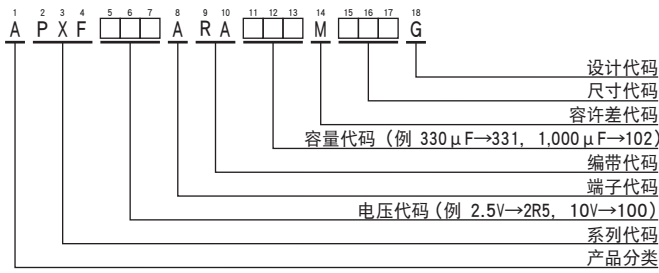 1 2 3 4 5 6 7 8 9 10 11 12 13 14 15 16 17 18
A PXF A RA M G
设计代码
尺寸代码
容许差代码
容量代码（例 330μF→331, 1,000μF→102）
编带代码
端子代码
电压代码（例 2.5V→2R5, 10V→100）
系列代码
产品分类